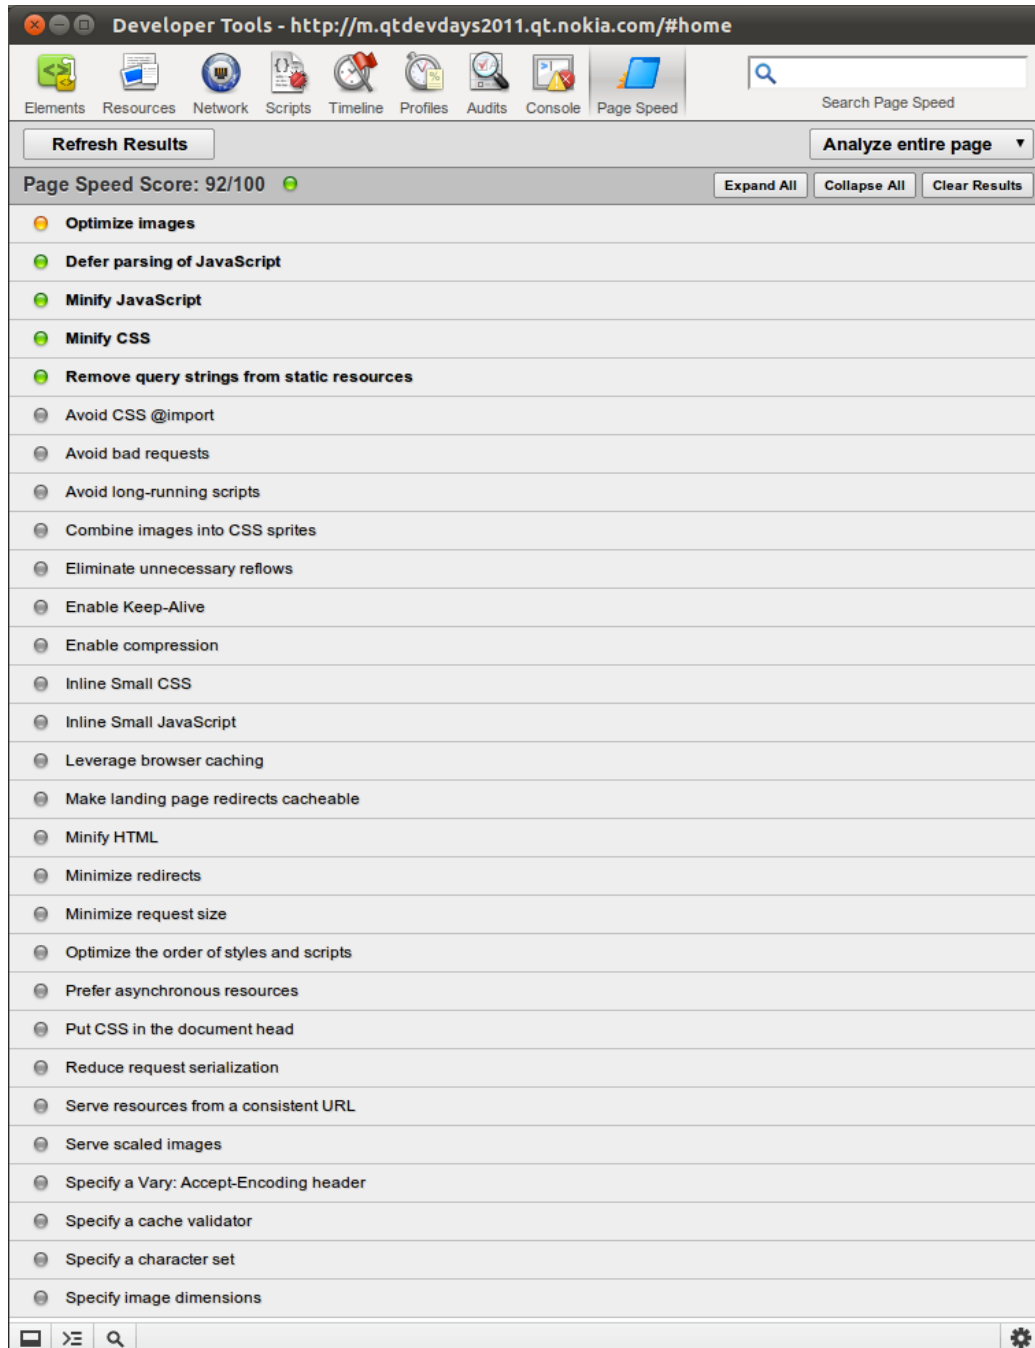 Developer Tools - http://m.qtdevdays2011.qt.nokia.com/#home
Elements Resources Network Scripts Timeline Profiles Audits Console Page Speed Search Page Speed
Refresh Results Analyze entire page
Page Speed Score: 92/100 Expand All Collapse All Clear Results
Optimize images
Defer parsing of JavaScript
Minify JavaScript
Minify CSS
Remove query strings from static resources
Avoid CSS @import
Avoid bad requests
Avoid long-running scripts
Combine images into CSS sprites
Eliminate unnecessary reflows
Enable Keep-Alive
Enable compression
Inline Small CSS
Inline Small JavaScript
Leverage browser caching
Make landing page redirects cacheable
Minify HTML
Minimize redirects
Minimize request size
Optimize the order of styles and scripts
Prefer asynchronous resources
Put CSS in the document head
Reduce request serialization
Serve resources from a consistent URL
Serve scaled images
Specify a Vary: Accept-Encoding header
Specify a cache validator
Specify a character set
Specify image dimensions